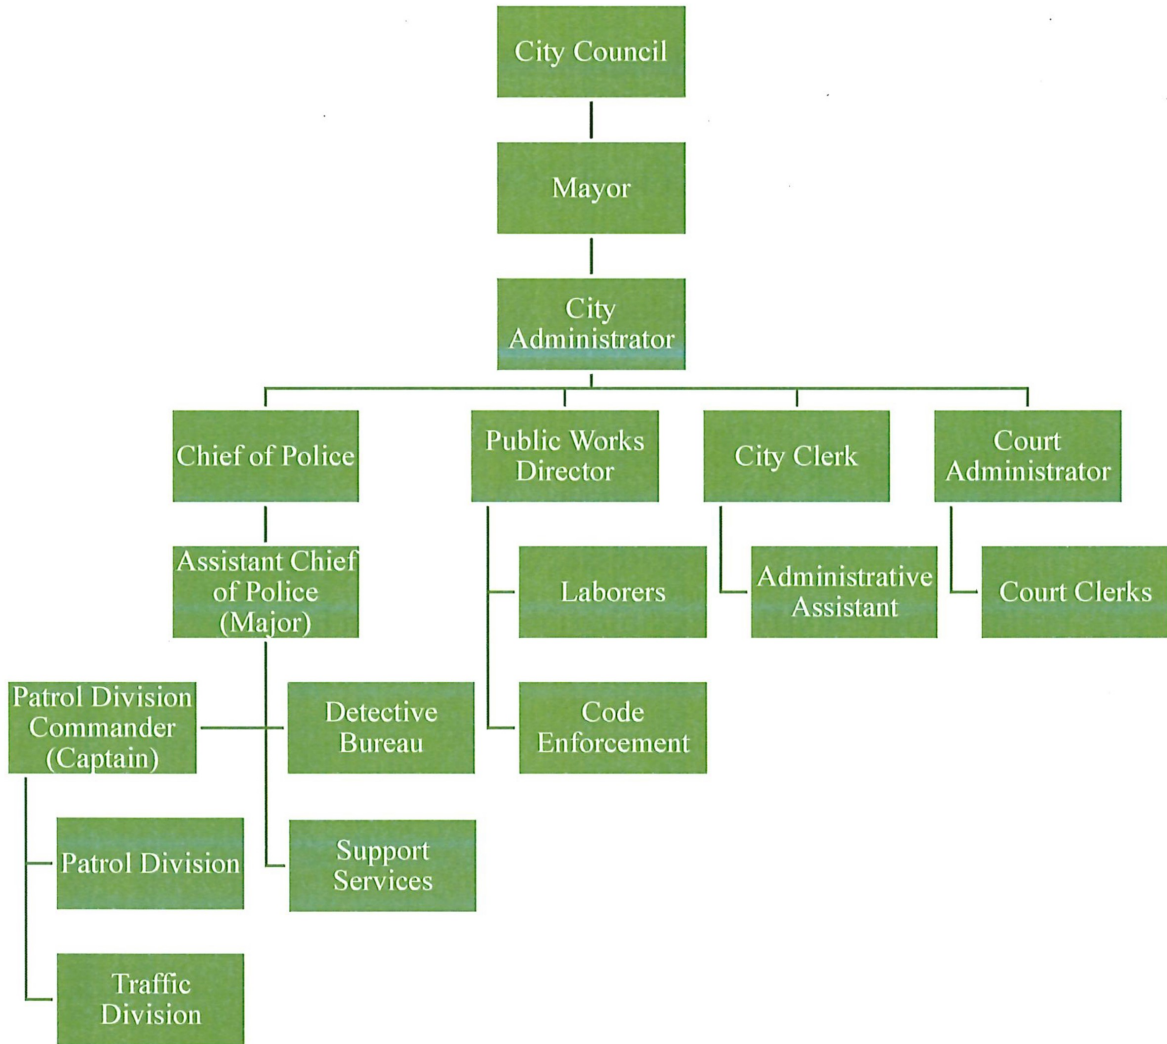 City Council
Mayor
City
Administrator
Chief of Police
Public Works
Director
City Clerk
Court
Administrator
Assistant Chief
of Police
(Major)
Laborers
Administrative
Assistant
Court Clerks
Patrol Division
Commander
(Captain)
Detective
Bureau
Code
Enforcement
Patrol Division
Support
Services
Traffic
Division